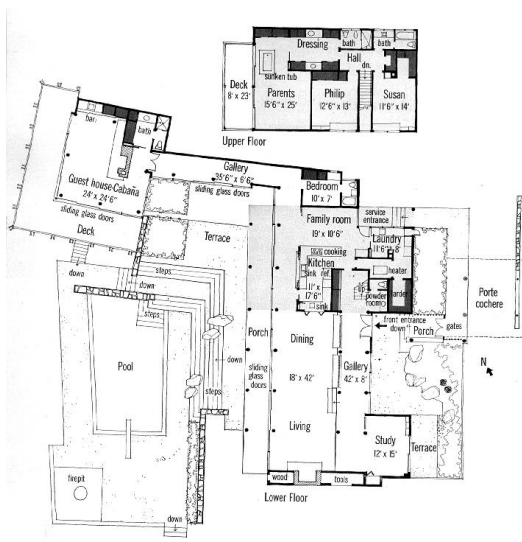 Dressing
bath
bath
Hall
dn.
sunken tub
Deck
8' x 23'
Parents
15'6" x 25'
Philip
12'6" x 13'
Susan
11'6" x 14'
Upper Floor
bar
bath
Guest house-Cabaña
24' x 24'6"
sliding glass doors
Deck
Gallery
35'6" x 6'6"
sliding glass doors
Bedroom
10' x 7'
Terrace
Family room
19' x 10'6"
service
entrance
Laundry
11'6" x 8'
cooking
Kitchen
sink
ref.
11' x
17'6"
sink
heater
powder
room
larder
Porte
cochere
down
steps
down
steps
down
steps
Pool
Porch
sliding
glass
doors
Dining
18' x 42'
Living
Gallery
42' x 8'
front entrance
down
Porch
gates
N
Study
12' x 15'
Terrace
firepit
down
wood
tools
Lower Floor